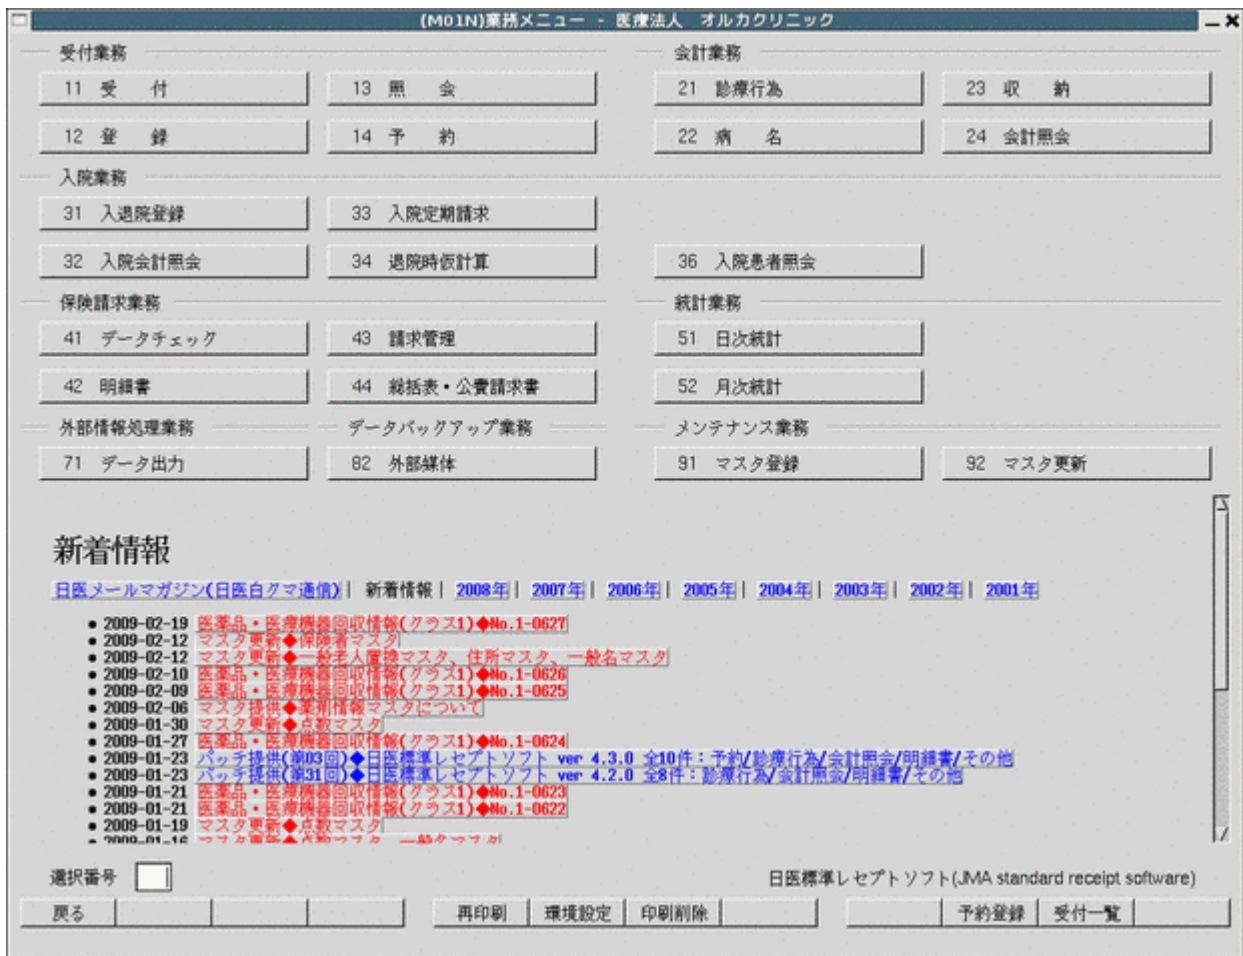 (M01N)業務メニュー - 医療法人　オルカクリニック
受付業務 会計業務
11 受　付 13 照　会 21 診療行為 23 収　納
12 登　録 14 予　約 22 病　名 24 会計照会
入院業務
31 入退院登録 33 入院定期請求
32 入院会計照会 34 退院時仮計算 36 入院患者照会
保険請求業務 統計業務
41 データチェック 43 請求管理 51 日次統計
42 明細書 44 総括表・公費請求書 52 月次統計
外部情報処理業務 データバックアップ業務 メンテナンス業務
71 データ出力 82 外部媒体 91 マスタ登録 92 マスタ更新
新着情報
日医メールマガジン(日医白クマ通信)| 新着情報 | 2008年| 2007年| 2006年| 2005年| 2004年| 2003年| 2002年| 2001年
• 2009-02-19 医薬品・医療機器回収情報(クラス1)◆No.1-0627
• 2009-02-12 マスタ更新◆保険者マスタ
• 2009-02-12 マスタ更新◆一般老人置換マスタ、住所マスタ、一般名マスタ
• 2009-02-10 医薬品・医療機器回収情報(クラス1)◆No.1-0626
• 2009-02-09 医薬品・医療機器回収情報(クラス1)◆No.1-0625
• 2009-02-06 マスタ提供◆薬剤情報マスタについて
• 2009-01-30 マスタ更新◆点数マスタ
• 2009-01-27 医薬品・医療機器回収情報(クラス1)◆No.1-0624
• 2009-01-23 パッチ提供(第03回)◆日医標準レセプトソフト ver 4.3.0 全10件：予約/診療行為/会計照会/明細書/その他
• 2009-01-23 パッチ提供(第31回)◆日医標準レセプトソフト ver 4.2.0 全8件：診療行為/会計照会/明細書/その他
• 2009-01-21 医薬品・医療機器回収情報(クラス1)◆No.1-0623
• 2009-01-21 医薬品・医療機器回収情報(クラス1)◆No.1-0622
• 2009-01-19 マスタ更新◆点数マスタ
• 2009-01-16 マスタ更新◆点数マスタ、一般名マスタ
選択番号 日医標準レセプトソフト(JMA standard receipt software)
戻る 再印刷 環境設定 印刷削除 予約登録 受付一覧